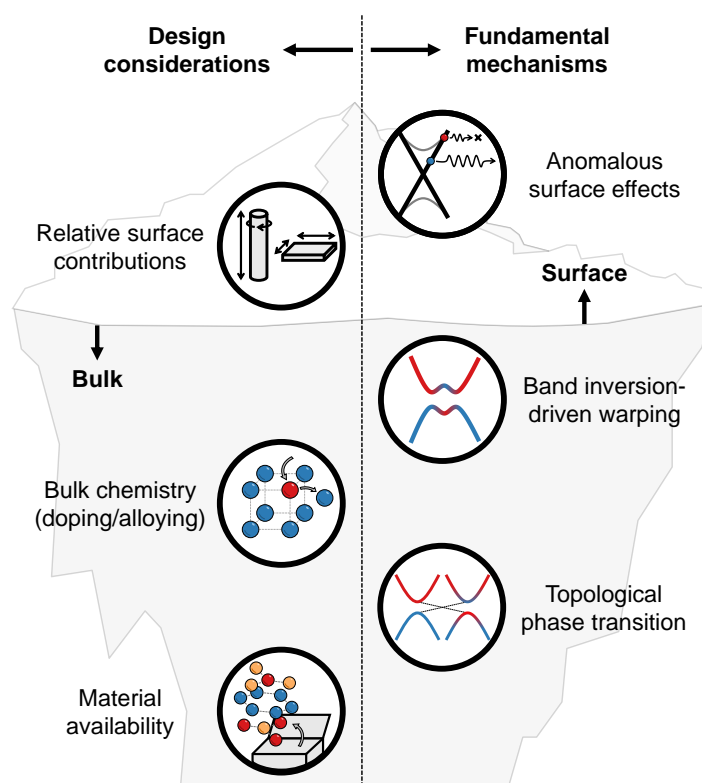 Design
considerations
Fundamental
mechanisms
Anomalous
surface effects
Relative surface
contributions
Surface
Bulk
Band inversion-
driven warping
Bulk chemistry
(doping/alloying)
Topological
phase transition
Material
availability